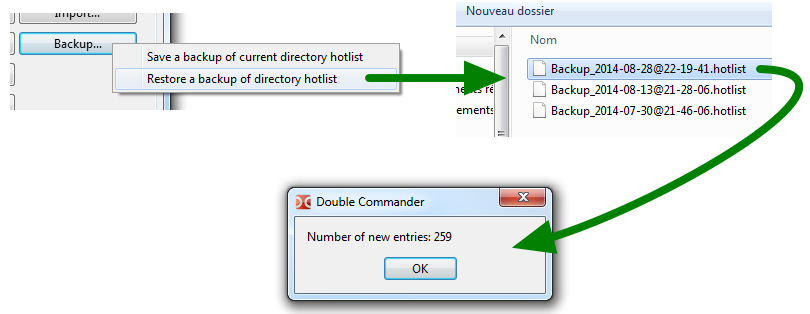 Import...
Backup...
Save a backup of current directory hotlist
Restore a backup of directory hotlist
Nouveau dossier
Nom
Backup_2014-08-28@22-19-41.hotlist
Backup_2014-08-13@21-28-06.hotlist
Backup_2014-07-30@21-46-06.hotlist
Double Commander
Number of new entries: 259
OK